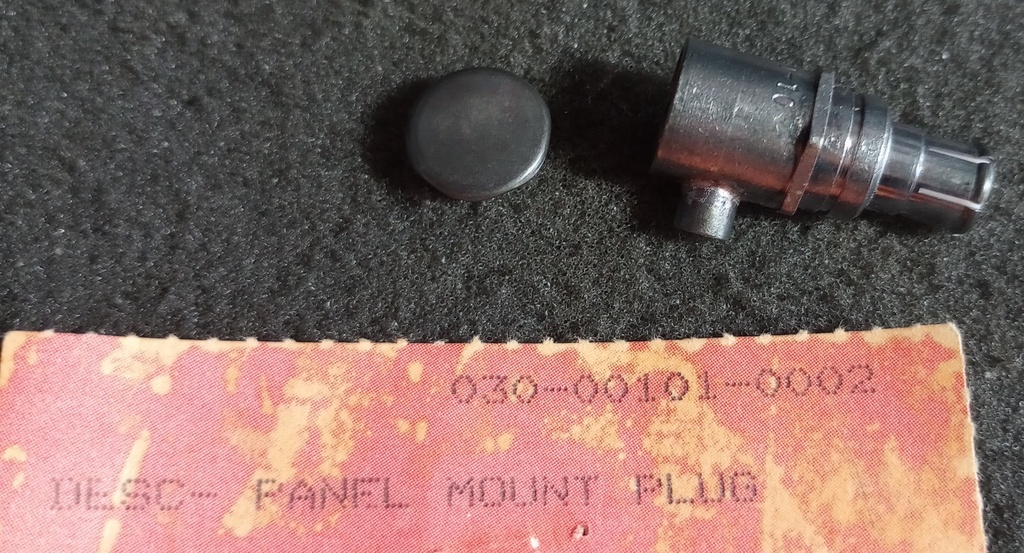 030-00101-0002
DESC- PANEL MOUNT PLUG